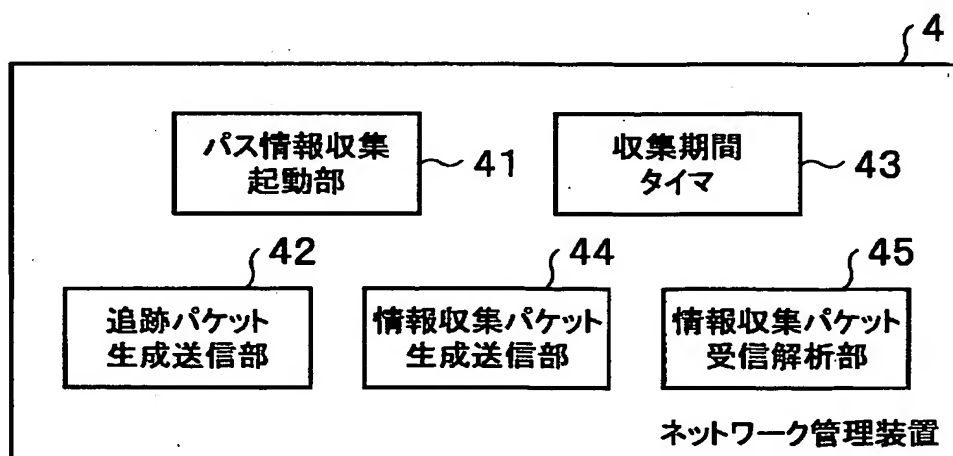 4
パス情報収集
起動部
41
収集期間
タイマ
43
42
44
45
追跡パケット
生成送信部
情報収集パケット
生成送信部
情報収集パケット
受信解析部
ネットワーク管理装置